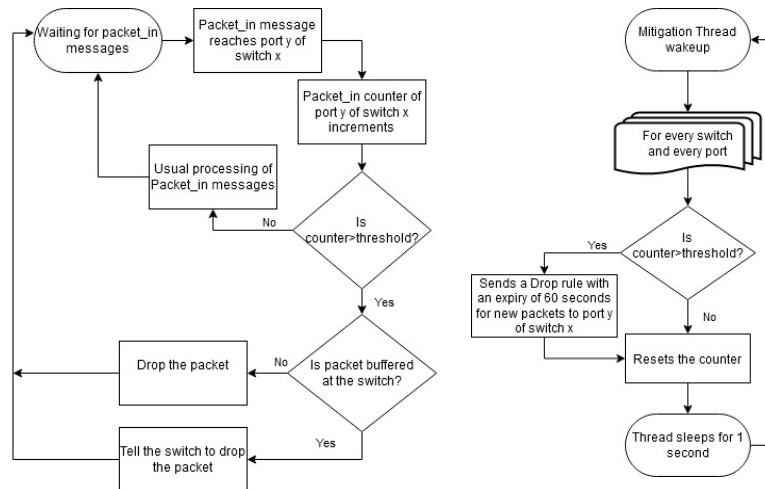 Waiting for packet_in
messages
Packet_in message
reaches port y of
switch x
Packet_in counter of
port y of switch x
increments
Usual processing of
Packet_in messages
No
Is
counter>threshold?
Yes
Is packet buffered
at the switch?
No
Drop the packet
Yes
Tell the switch to drop
the packet
Mitigation Thread
wakeup
For every switch
and every port
Is
counter>threshold?
Yes
Sends a Drop rule with
an expiry of 60 seconds
for new packets to port y
of switch x
No
Resets the counter
Thread sleeps for 1
second